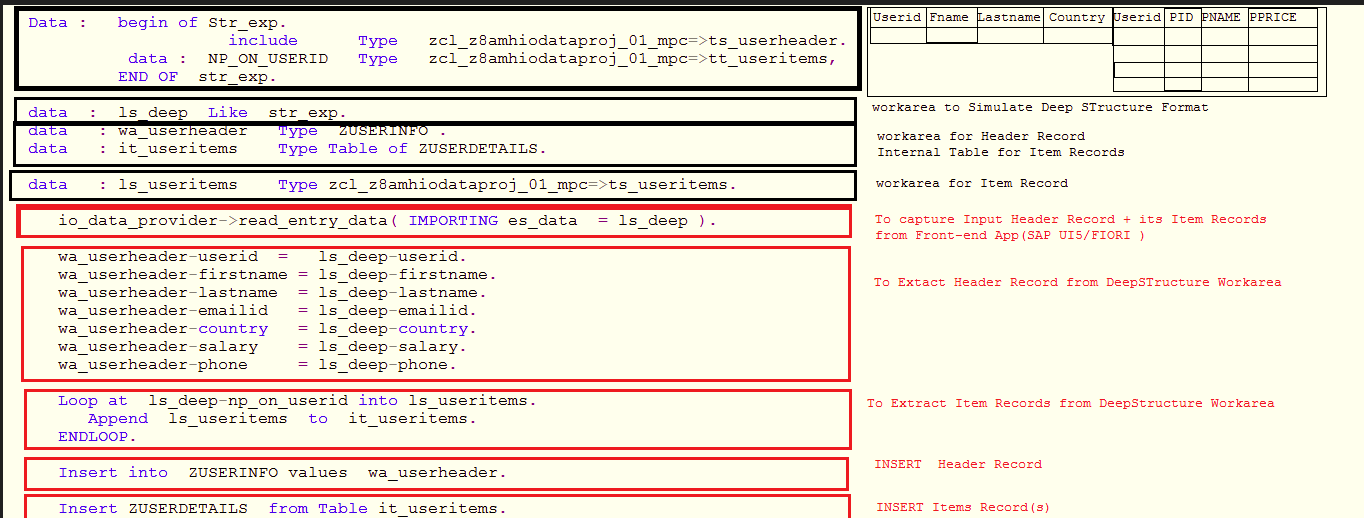 Data :   begin of Str_exp.
include      Type   zcl_z8amhiodataproj_01_mpc=>ts_userheader.
data :  NP_ON_USERID   Type   zcl_z8amhiodataproj_01_mpc=>tt_useritems,
END OF  str_exp.
Userid Fname Lastname Country Userid PID PNAME PPRICE
data  :  ls_deep  Like  str_exp.
workarea to Simulate Deep STructure Format
data   : wa_userheader   Type  ZUSERINFO .
workarea for Header Record
data   : it_useritems    Type Table of ZUSERDETAILS.
Internal Table for Item Records
data   : ls_useritems    Type zcl_z8amhiodataproj_01_mpc=>ts_useritems.
workarea for Item Record
io_data_provider->read_entry_data( IMPORTING es_data  = ls_deep ).
To capture Input Header Record + its Item Records
from Front-end App(SAP UI5/FIORI )
wa_userheader-userid  =   ls_deep-userid.
wa_userheader-firstname = ls_deep-firstname.
wa_userheader-lastname  = ls_deep-lastname.
wa_userheader-emailid   = ls_deep-emailid.
wa_userheader-country   = ls_deep-country.
wa_userheader-salary    = ls_deep-salary.
wa_userheader-phone     = ls_deep-phone.
To Extact Header Record from DeepSTructure Workarea
Loop at  ls_deep-np_on_userid into ls_useritems.
Append  ls_useritems  to  it_useritems.
ENDLOOP.
To Extract Item Records from DeepStructure Workarea
Insert into  ZUSERINFO values  wa_userheader.
INSERT  Header Record
Insert ZUSERDETAILS  from Table it_useritems.
INSERT Items Record(s)